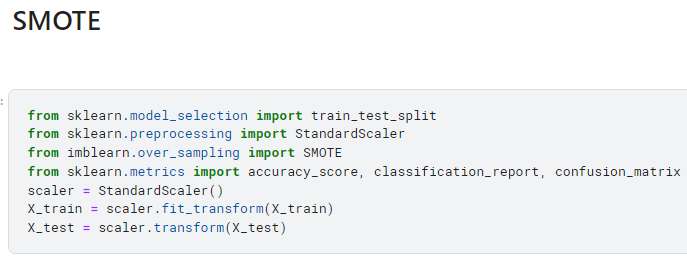 SMOTE
:
from sklearn.model_selection import train_test_split
from sklearn.preprocessing import StandardScaler
from imblearn.over_sampling import SMOTE
from sklearn.metrics import accuracy_score, classification_report, confusion_matrix
scaler = StandardScaler()
X_train = scaler.fit_transform(X_train)
X_test = scaler.transform(X_test)